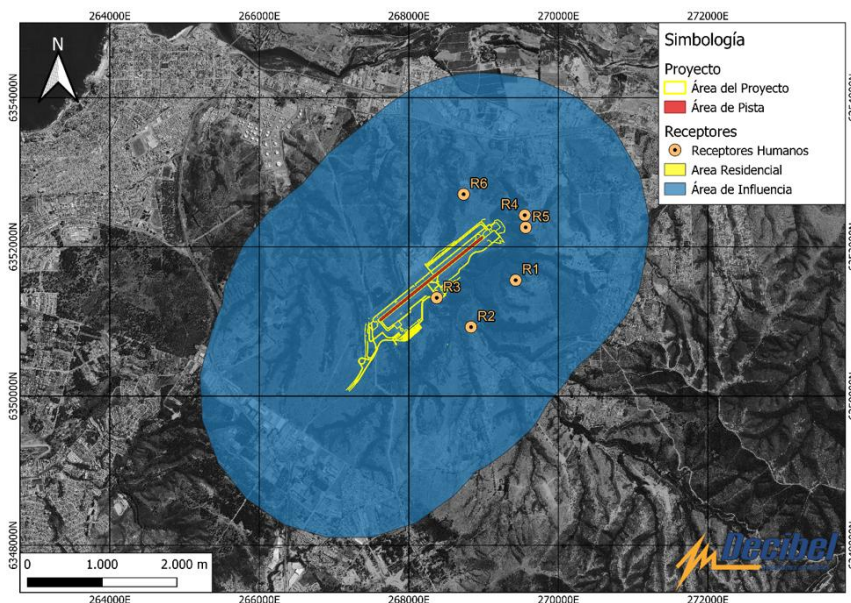 264000E 266000E 268000E 270000E 272000E
N
Simbología
Proyecto
Área del Proyecto
Área de Pista
Receptores
Receptores Humanos
Area Residencial
Área de Influencia
6354000N
6352000N
6350000N
6348000N
R6
R4
R5
R1
R3
R2
0 1.000 2.000 m
Decibel
264000E 266000E 268000E 270000E 272000E